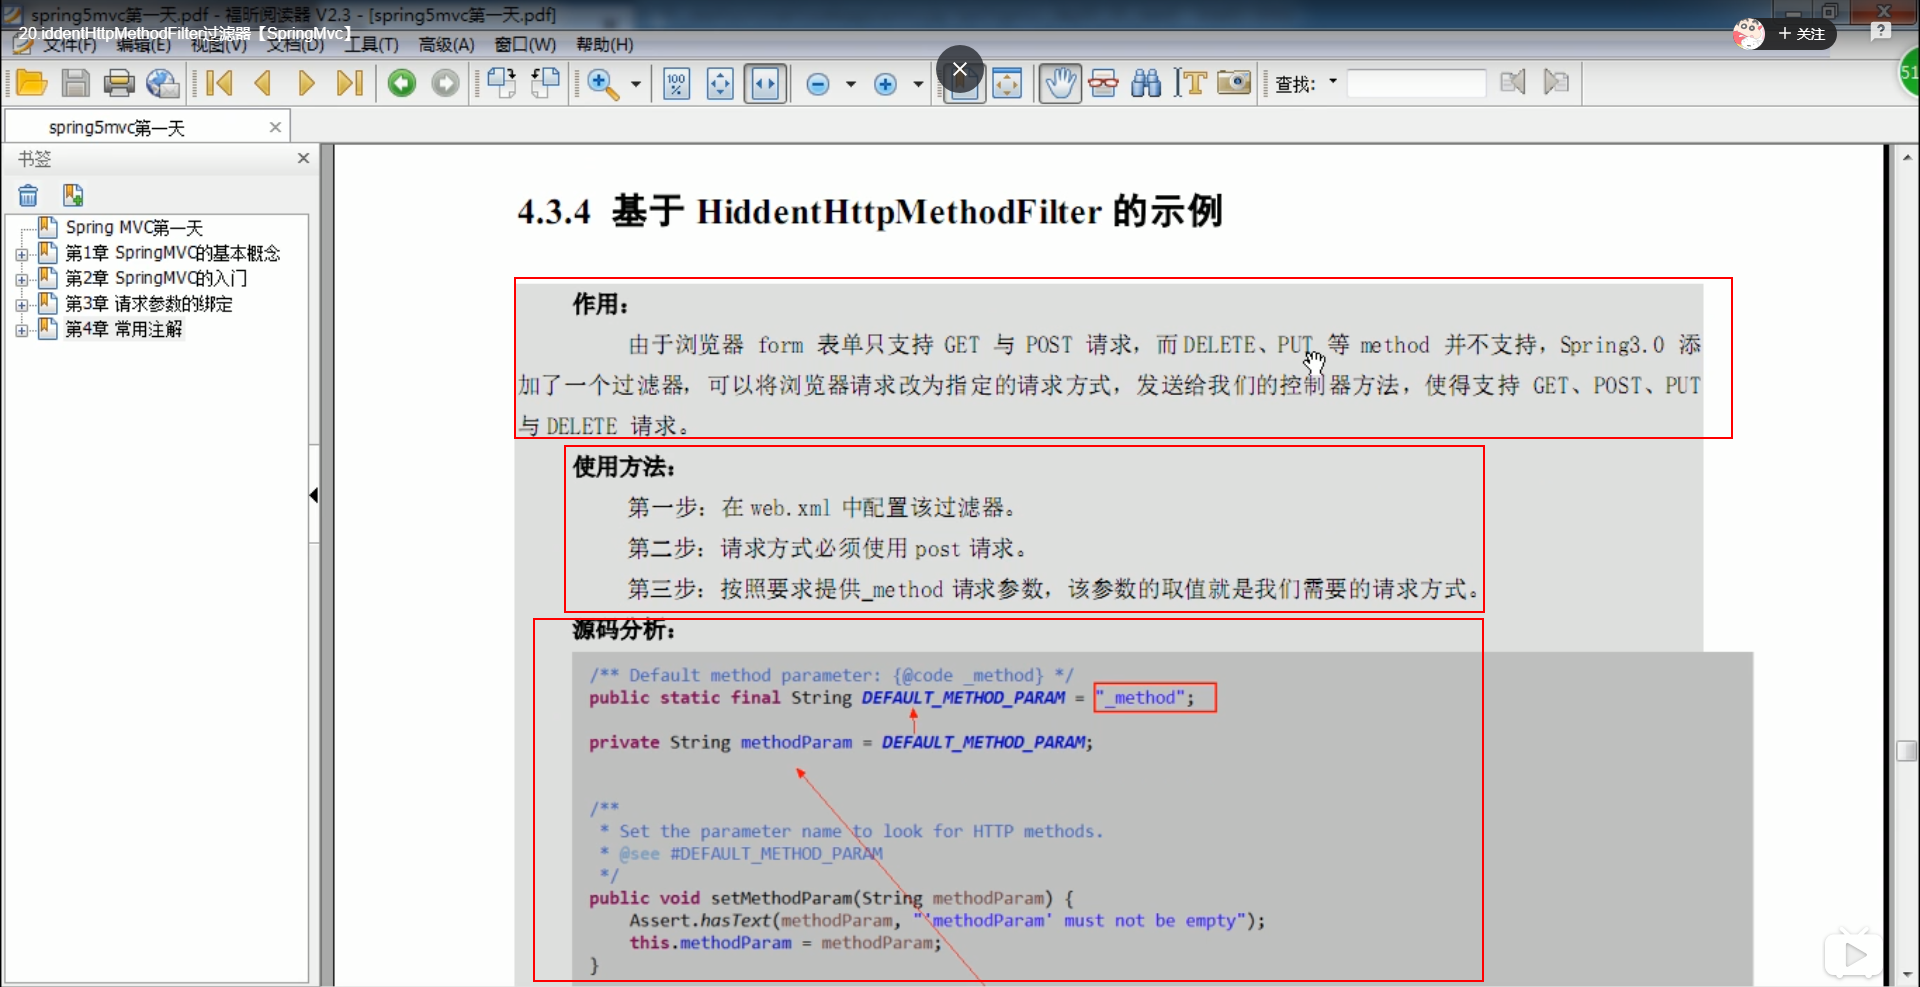 spring5mvc第一天.pdf - 福昕阅读器 V2.3 - [spring5mvc第一天.pdf]
20.iddentHttpMethodFilter过滤器【SpringMvc】
+ 关注
文件(F) 编辑(E) 视图(V) 文档(D) 工具(T) 高级(A) 窗口(W) 帮助(H)
100 %
查找:
51
spring5mvc第一天
书签
Spring MVC第一天
第1章 SpringMVC的基本概念
第2章 SpringMVC的入门
第3章 请求参数的绑定
第4章 常用注解
4.3.4 基于 HiddentHttpMethodFilter 的示例
作用：
由于浏览器 form 表单只支持 GET 与 POST 请求，而 DELETE、PUT 等 method 并不支持，Spring3.0 添
加了一个过滤器，可以将浏览器请求改为指定的请求方式，发送给我们的控制器方法，使得支持 GET、POST、PUT
与 DELETE 请求。
使用方法：
第一步：在 web.xml 中配置该过滤器。
第二步：请求方式必须使用 post 请求。
第三步：按照要求提供_method 请求参数，该参数的取值就是我们需要的请求方式。
源码分析：
/** Default method parameter: {@code _method} */
public static final String DEFAULT_METHOD_PARAM = "_method";
private String methodParam = DEFAULT_METHOD_PARAM;
/**
* Set the parameter name to look for HTTP methods.
* @see #DEFAULT_METHOD_PARAM
*/
public void setMethodParam(String methodParam) {
Assert.hasText(methodParam, "'methodParam' must not be empty");
this.methodParam = methodParam;
}